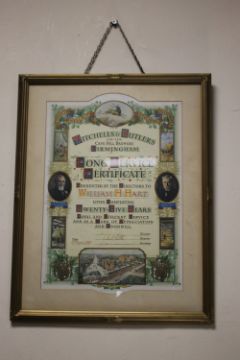 MITCHELLS & BUTLERS
CAPE HILL BREWERY
BIRMINGHAM
LONG SERVICE
CERTIFICATE
PRESENTED BY THE DIRECTORS TO
WILLIAM H. HART
UPON COMPLETING
TWENTY-FIVE YEARS
LOYAL AND EFFICIENT SERVICE
AND AS A MARK OF APPRECIATION
AND GOODWILL